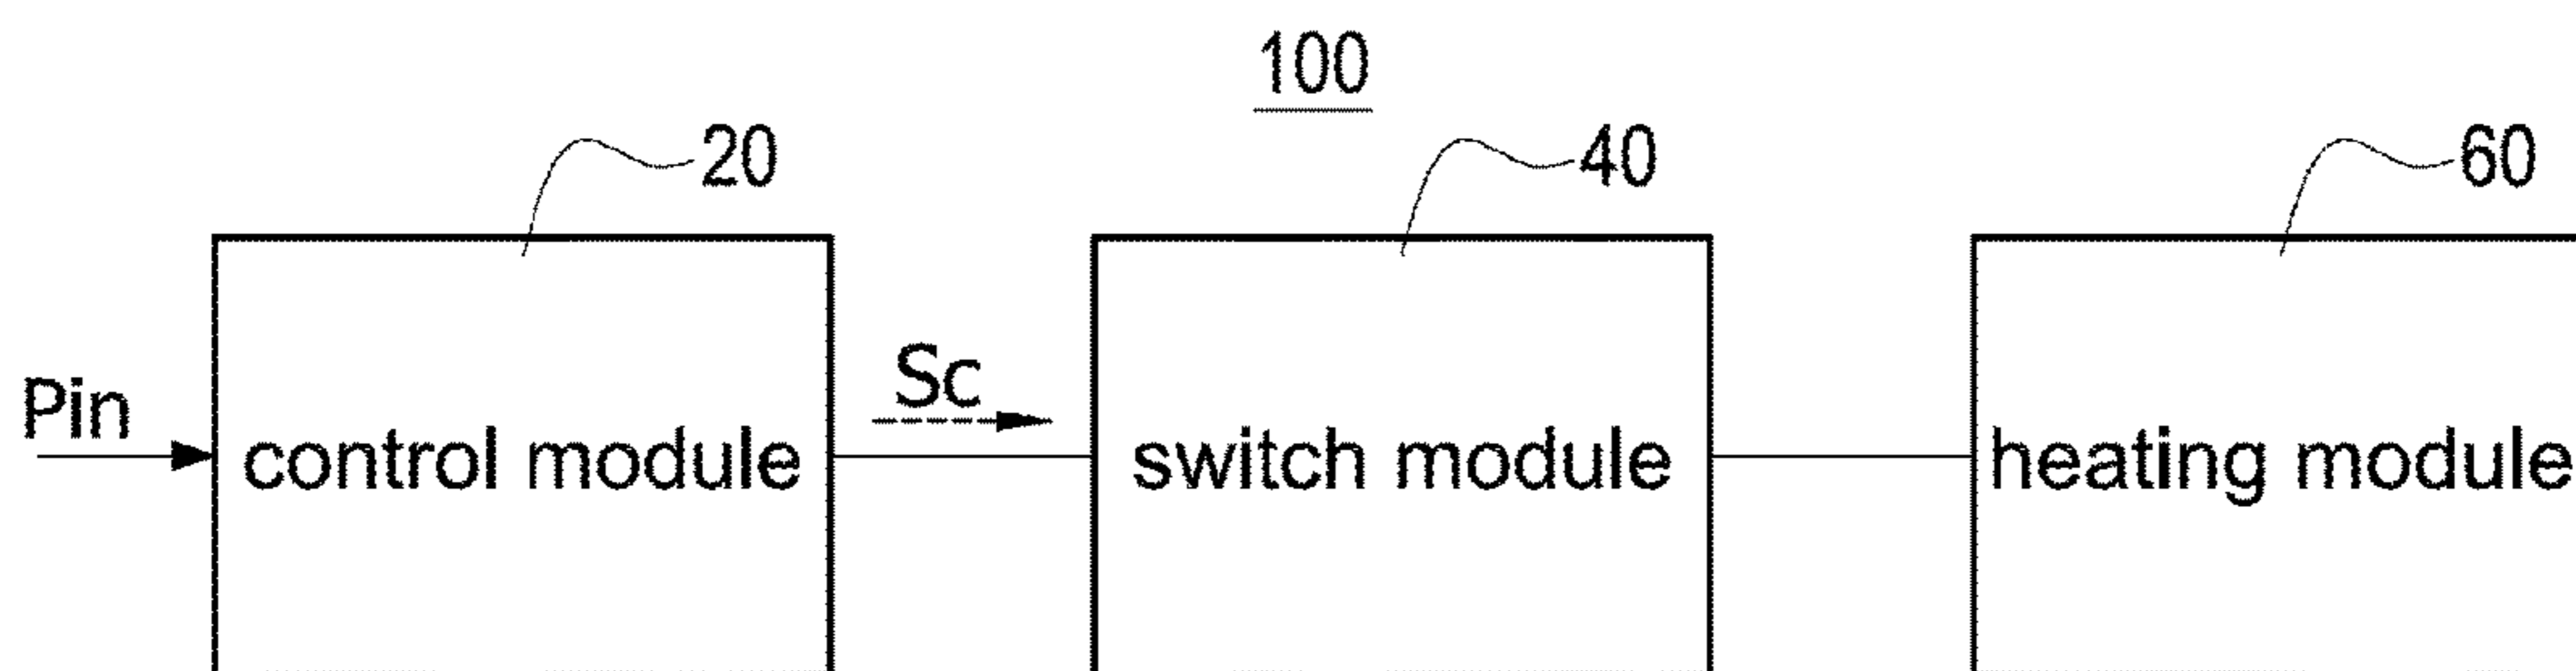 100
20
40
60
Pin
Sc
control module
switch module
heating module